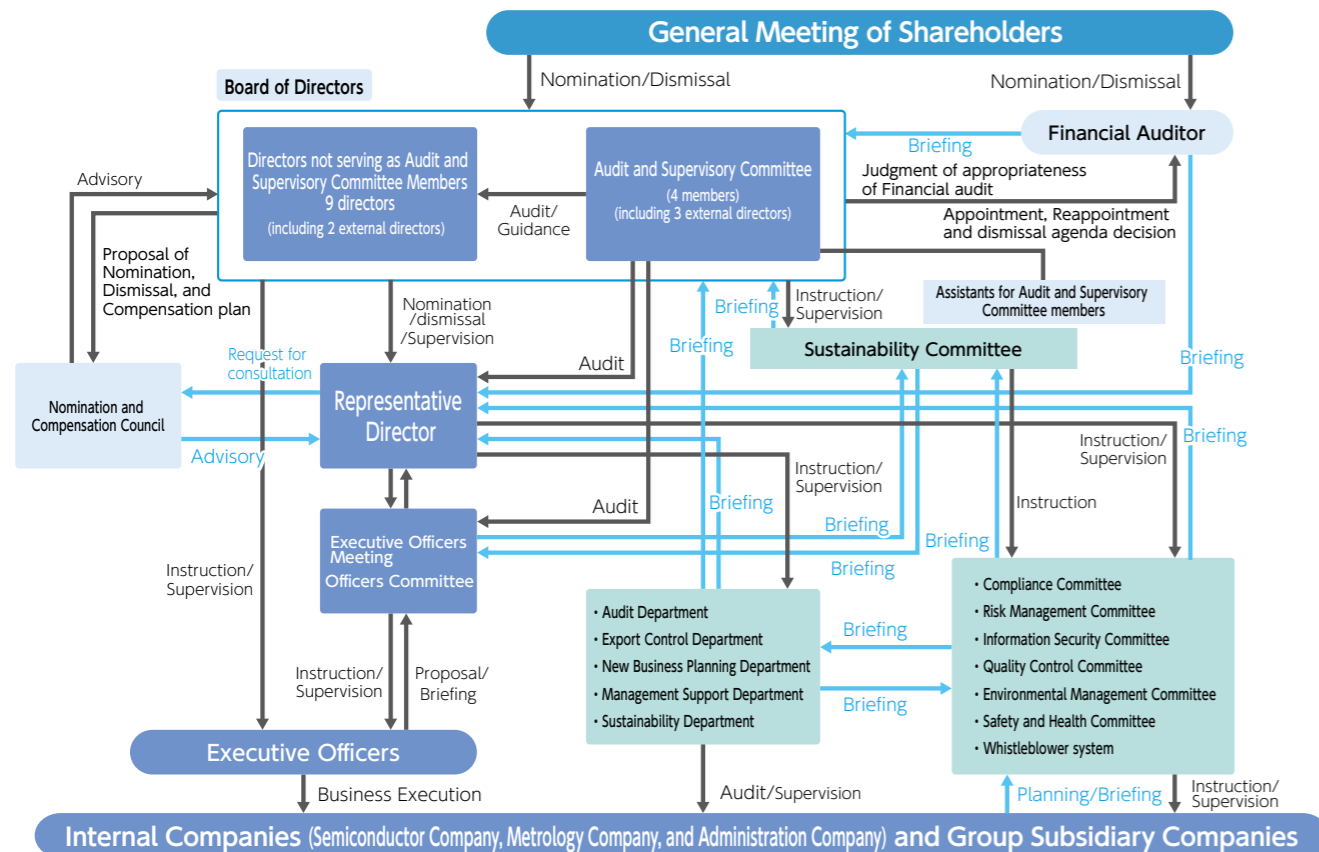 General Meeting of Shareholders
Nomination/Dismissal
Nomination/Dismissal
Board of Directors
Financial Auditor
Briefing
Directors not serving as Audit and
Supervisory Committee Members
9 directors
(including 2 external directors)
Audit and Supervisory Committee
(4 members)
(including 3 external directors)
Audit/
Guidance
Judgment of appropriateness
of Financial audit
Appointment, Reappointment
and dismissal agenda decision
Advisory
Proposal of
Nomination,
Dismissal, and
Compensation plan
Nomination
/dismissal
/Supervision
Briefing
Briefing
Instruction/
Supervision
Assistants for Audit and Supervisory
Committee members
Sustainability Committee
Briefing
Request for
consultation
Audit
Nomination and
Compensation Council
Representative
Director
Advisory
Briefing
Instruction/
Supervision
Instruction/
Supervision
Instruction
Briefing
Audit
Briefing
Briefing
Briefing
Executive Officers
Meeting
Officers Committee
Instruction/
Supervision
・Audit Department
・Export Control Department
・New Business Planning Department
・Management Support Department
・Sustainability Department
Briefing
Briefing
・Compliance Committee
・Risk Management Committee
・Information Security Committee
・Quality Control Committee
・Environmental Management Committee
・Safety and Health Committee
・Whistleblower system
Instruction/
Supervision
Proposal/
Briefing
Executive Officers
Business Execution
Audit/Supervision
Planning/Briefing
Instruction/
Supervision
Internal Companies (Semiconductor Company, Metrology Company, and Administration Company) and Group Subsidiary Companies